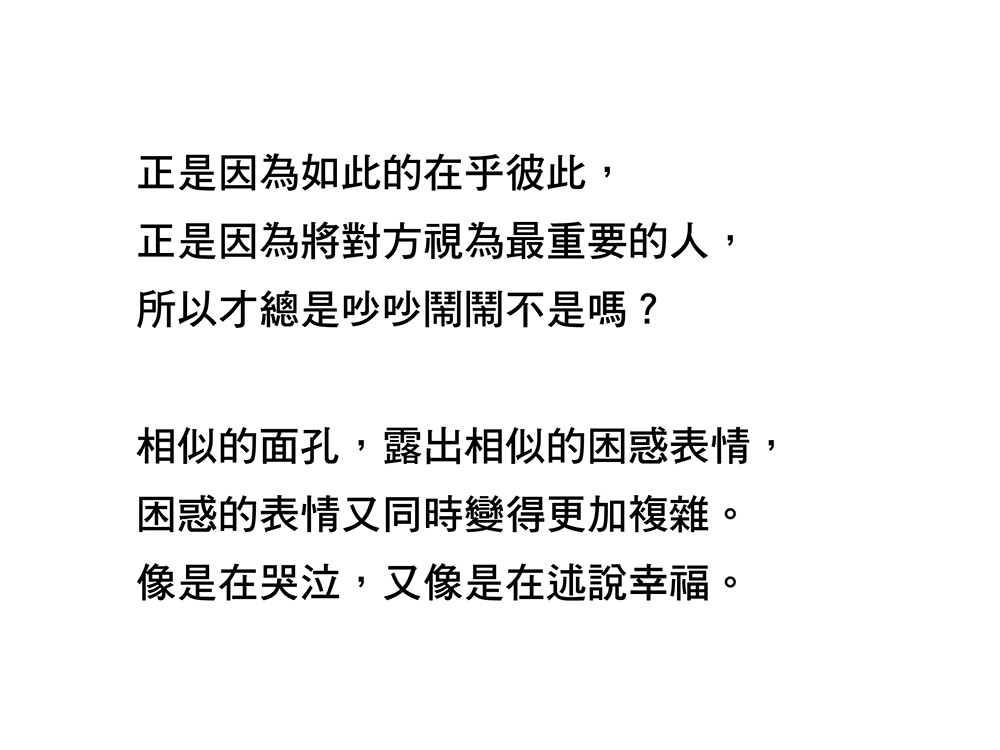 正是因為如此的在乎彼此，
正是因為將對方視為最重要的人，
所以才總是吵吵鬧鬧不是嗎？
相似的面孔，露出相似的困惑表情，
困惑的表情又同時變得更加複雜。
像是在哭泣，又像是在述說幸福。